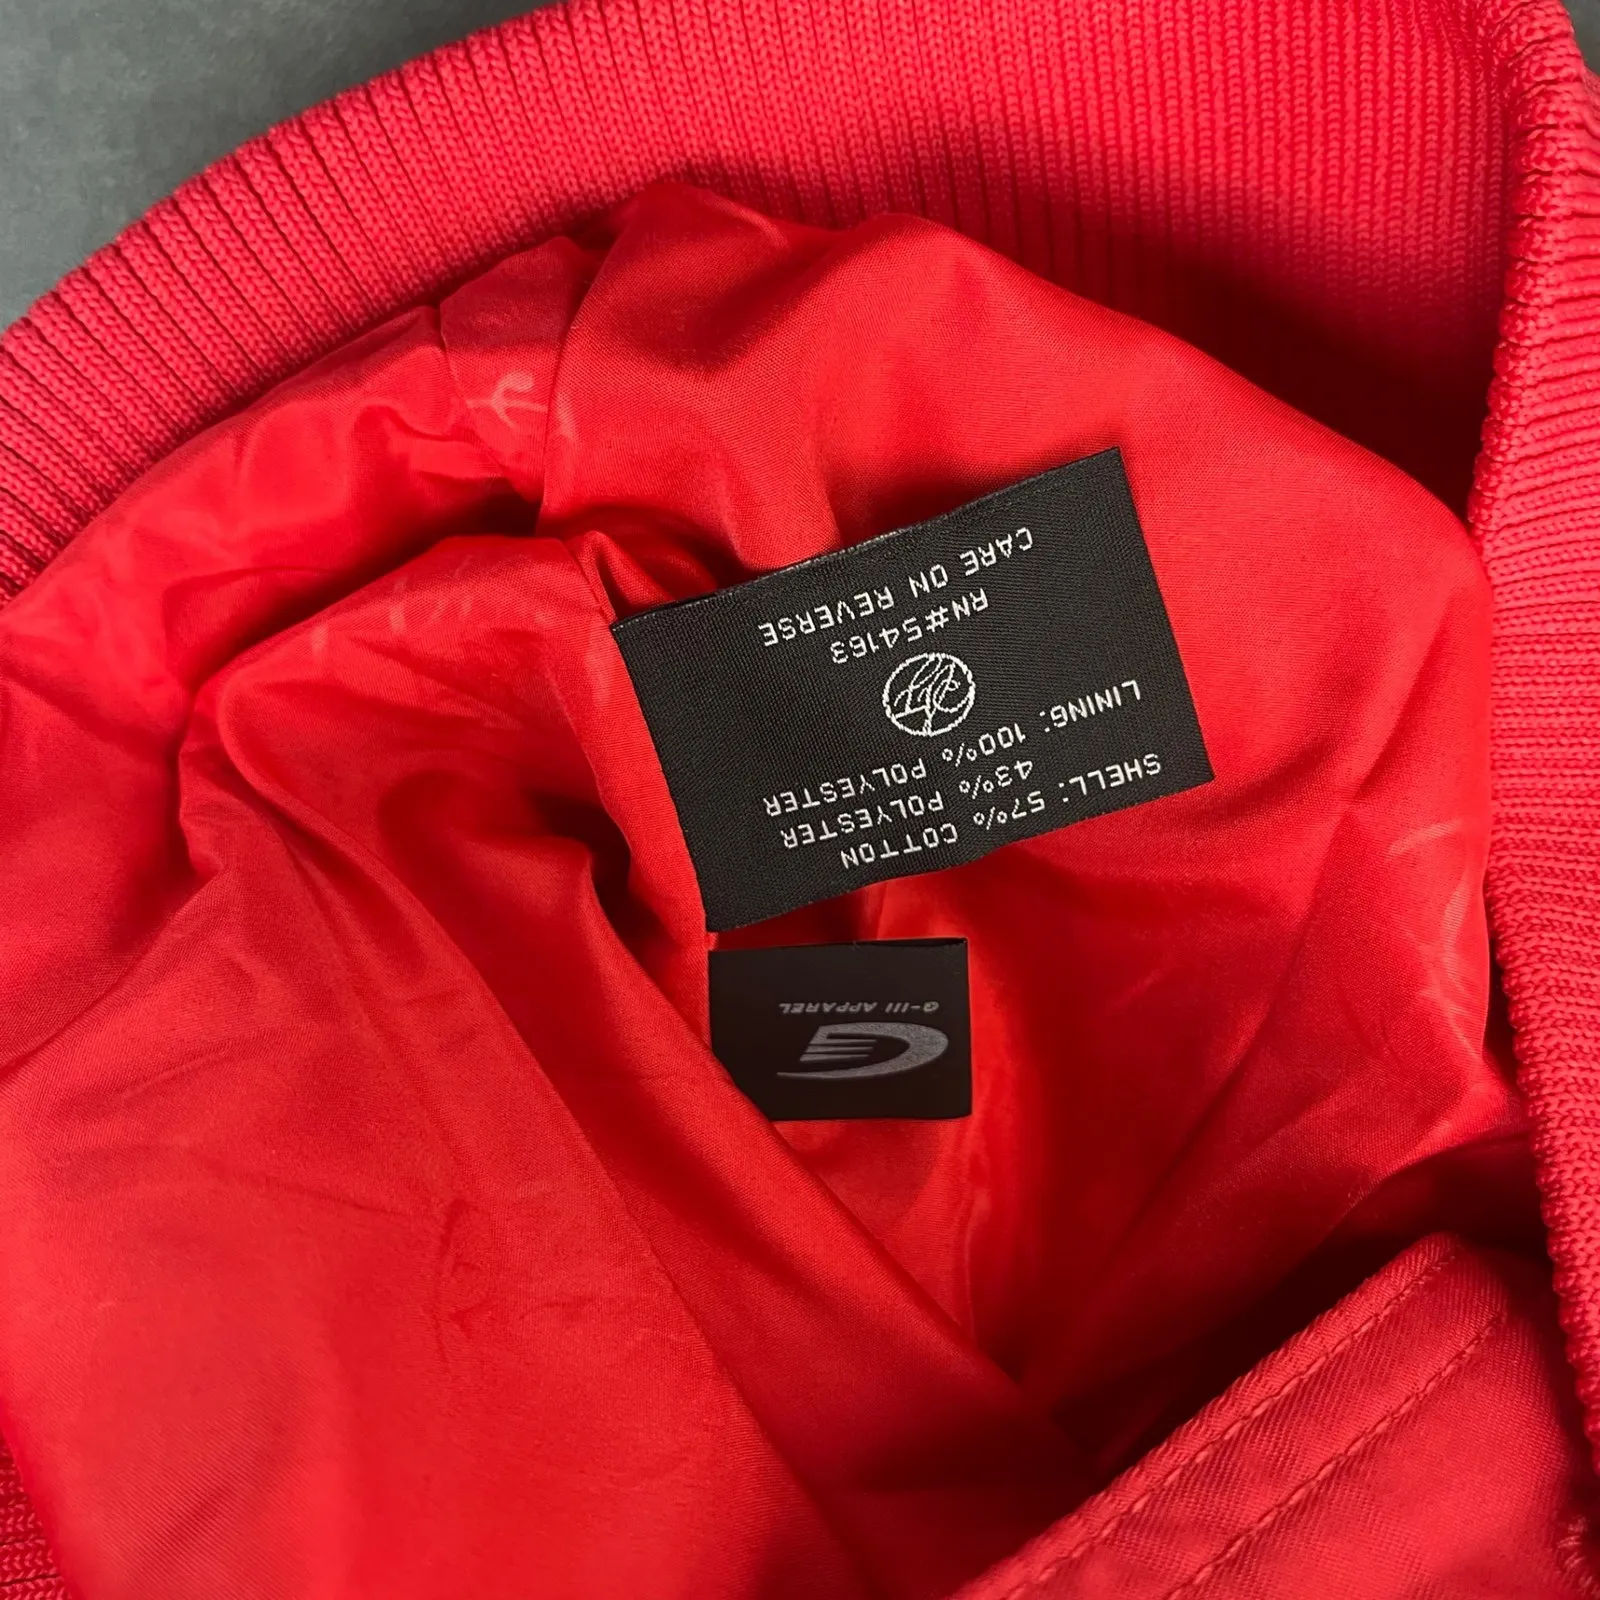 SHELL: 57% COTTON
43% POLYESTER
LINING: 100% POLYESTER
RN#54163
CARE ON REVERSE
G-III APPAREL